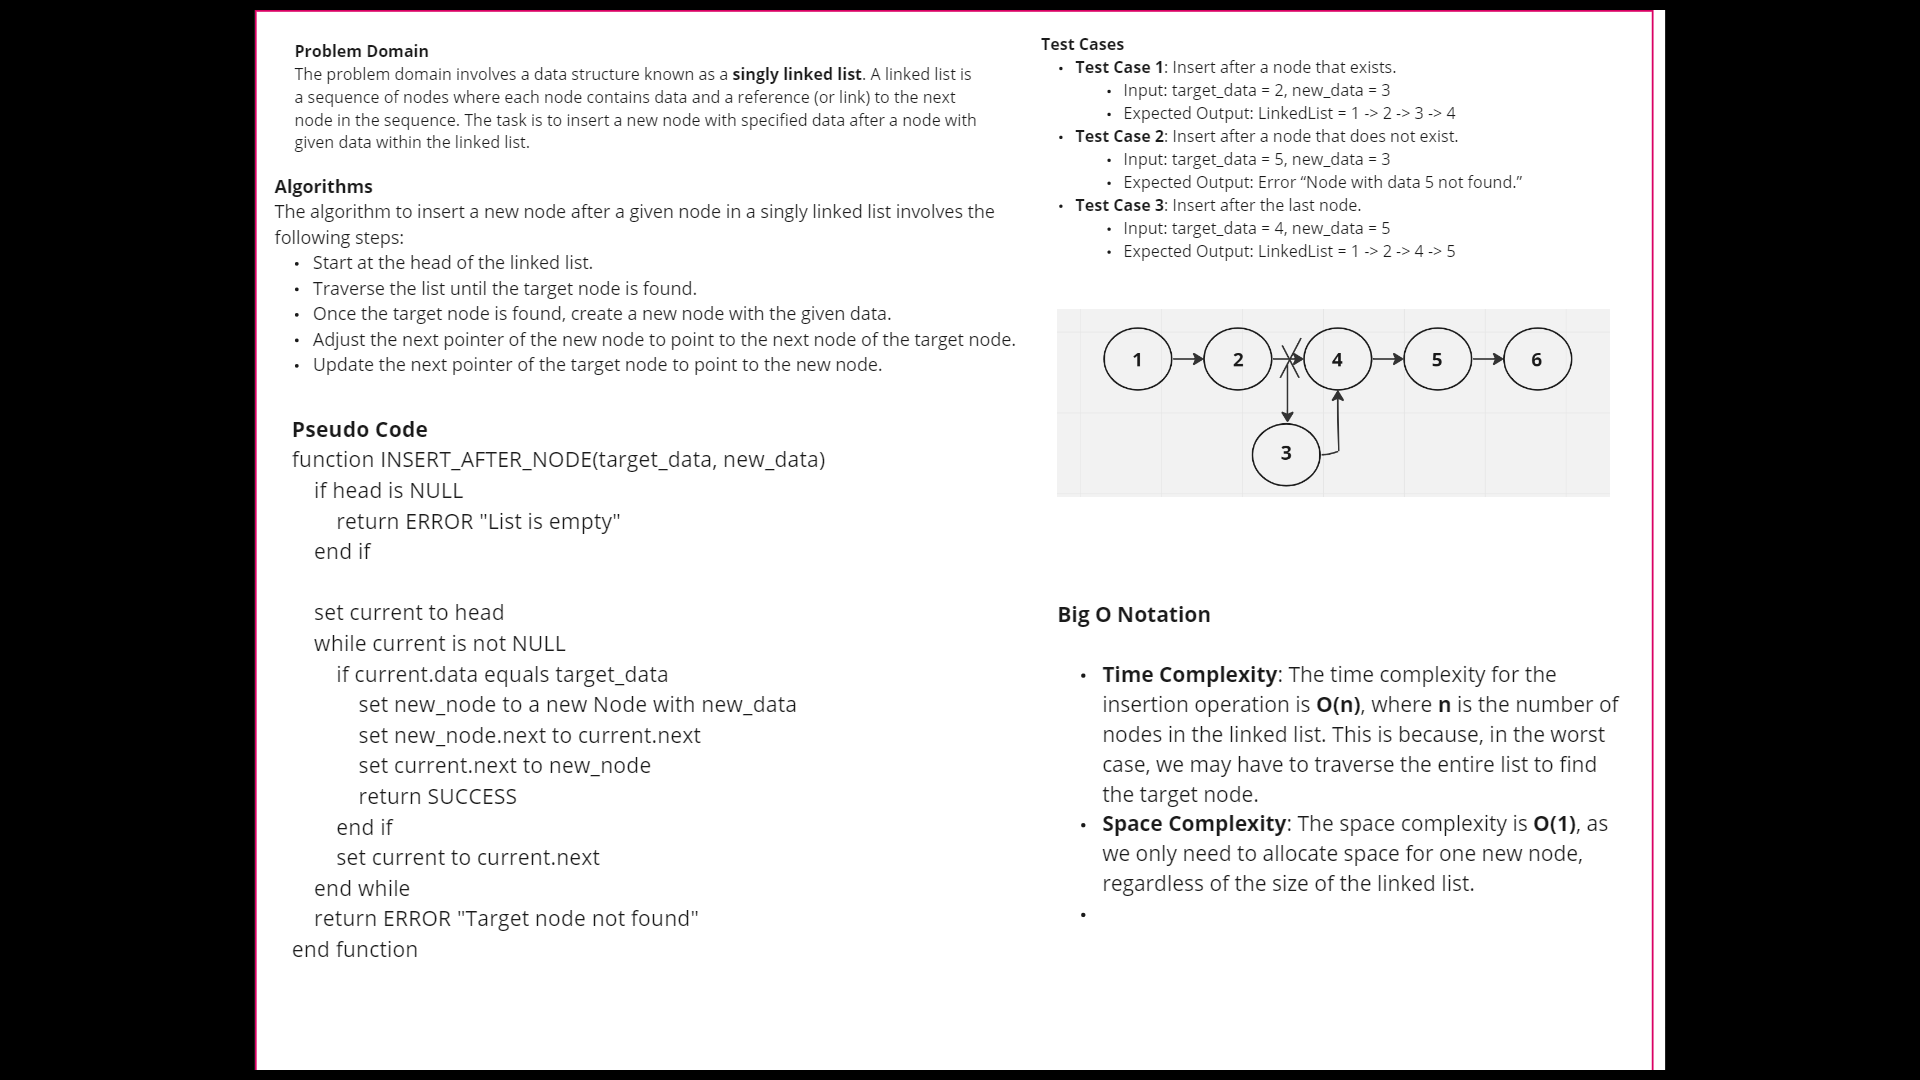 Problem Domain
The problem domain involves a data structure known as a singly linked list. A linked list is
a sequence of nodes where each node contains data and a reference (or link) to the next
node in the sequence. The task is to insert a new node with specified data after a node with
given data within the linked list.
Algorithms
The algorithm to insert a new node after a given node in a singly linked list involves the
following steps:
• Start at the head of the linked list.
• Traverse the list until the target node is found.
• Once the target node is found, create a new node with the given data.
• Adjust the next pointer of the new node to point to the next node of the target node.
• Update the next pointer of the target node to point to the new node.
Pseudo Code
function INSERT_AFTER_NODE(target_data, new_data)
if head is NULL
return ERROR "List is empty"
end if
set current to head
while current is not NULL
if current.data equals target_data
set new_node to a new Node with new_data
set new_node.next to current.next
set current.next to new_node
return SUCCESS
end if
set current to current.next
end while
return ERROR "Target node not found"
end function
Test Cases
• Test Case 1: Insert after a node that exists.
• Input: target_data = 2, new_data = 3
• Expected Output: LinkedList = 1 -> 2 -> 3 -> 4
• Test Case 2: Insert after a node that does not exist.
• Input: target_data = 5, new_data = 3
• Expected Output: Error “Node with data 5 not found.”
• Test Case 3: Insert after the last node.
• Input: target_data = 4, new_data = 5
• Expected Output: LinkedList = 1 -> 2 -> 4 -> 5
1 2 4 5 6
3
Big O Notation
• Time Complexity: The time complexity for the
insertion operation is O(n), where n is the number of
nodes in the linked list. This is because, in the worst
case, we may have to traverse the entire list to find
the target node.
• Space Complexity: The space complexity is O(1), as
we only need to allocate space for one new node,
regardless of the size of the linked list.
•